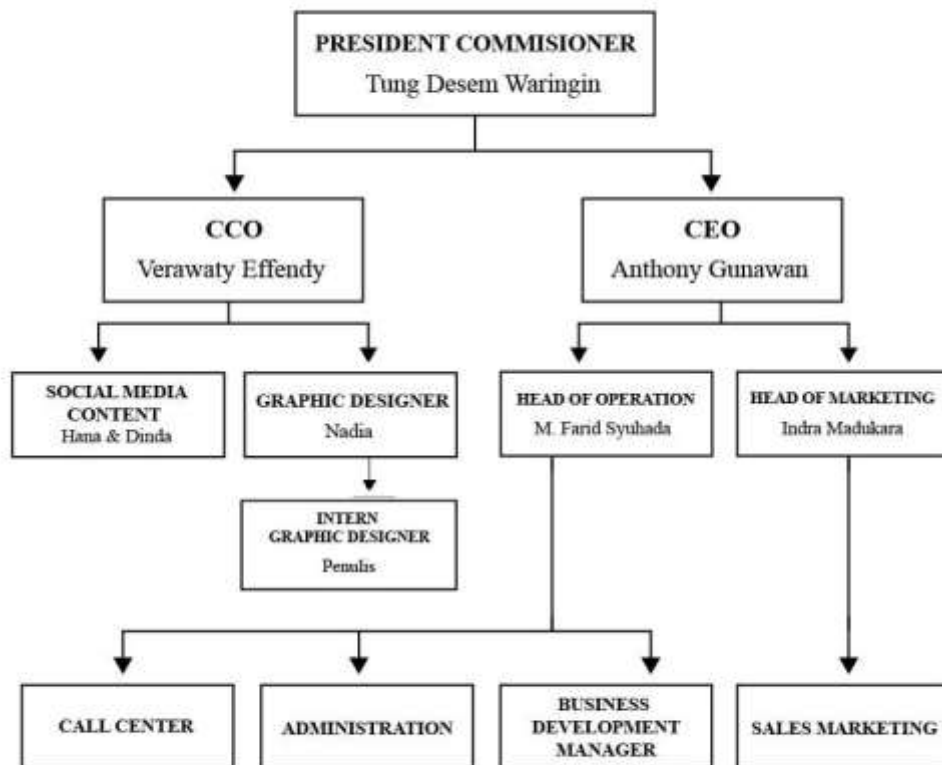 PRESIDENT COMMISIONER
Tung Desem Waringin
CCO
Verawaty Effendy
CEO
Anthony Gunawan
SOCIAL MEDIA
CONTENT
Hana & Dinda
GRAPHIC DESIGNER
Nadia
HEAD OF OPERATION
M. Farid Syuhada
HEAD OF MARKETING
Indra Madukara
INTERN
GRAPHIC DESIGNER
Penulis
CALL CENTER
ADMINISTRATION
BUSINESS
DEVELOPMENT
MANAGER
SALES MARKETING